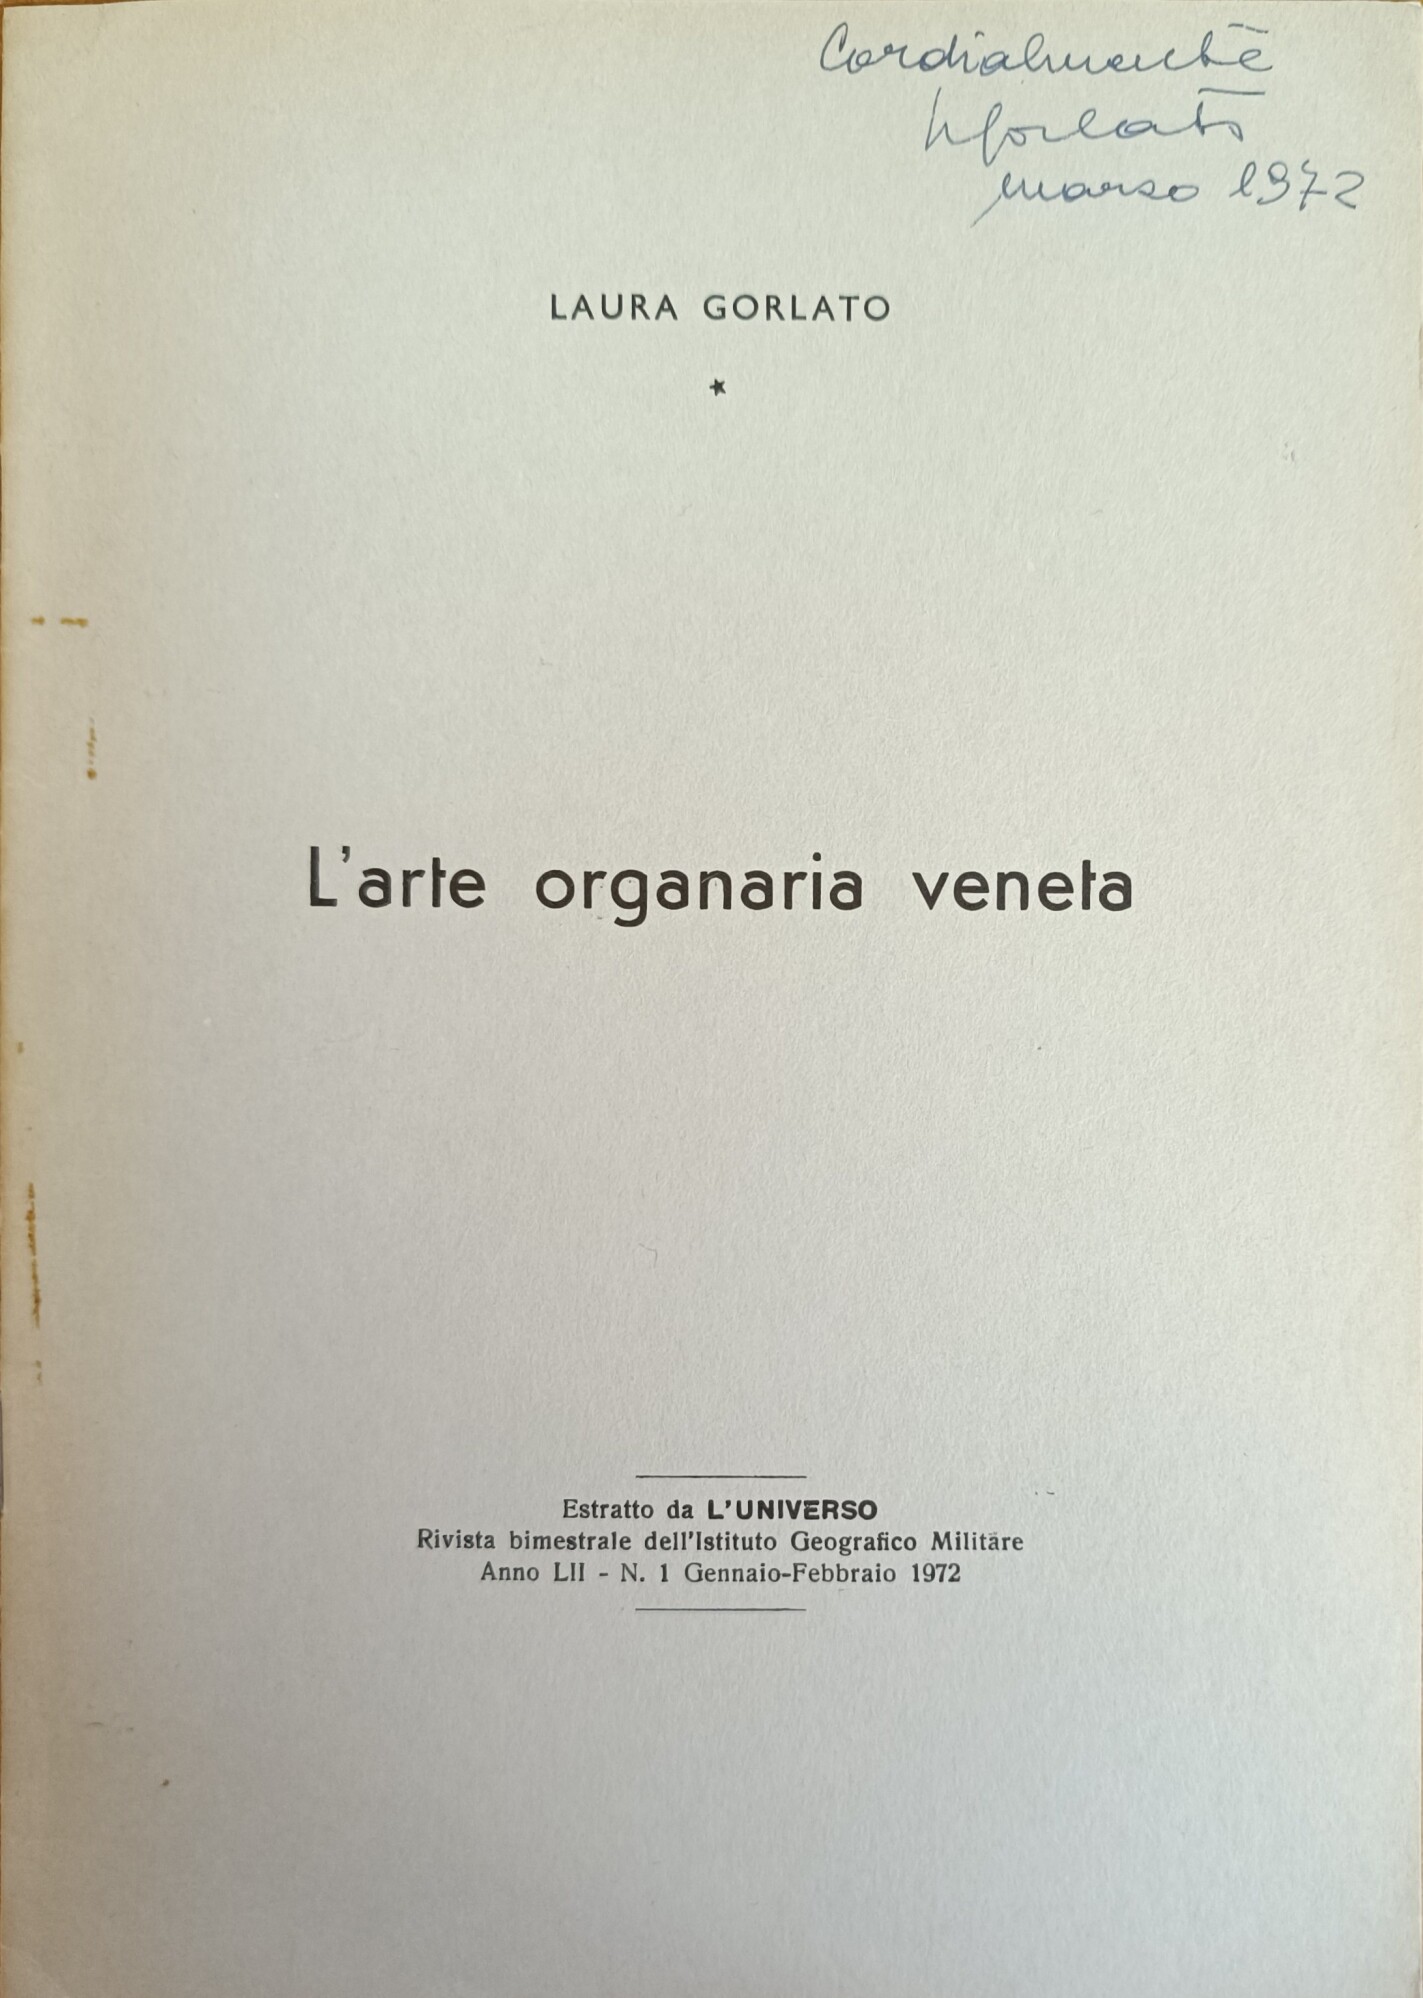 Cordialmente
LGorlato
marzo 1972
LAURA GORLATO
L'arte organaria veneta
Estratto da L'UNIVERSO
Rivista bimestrale dell'Istituto Geografico Militare
Anno LII - N. 1 Gennaio-Febbraio 1972